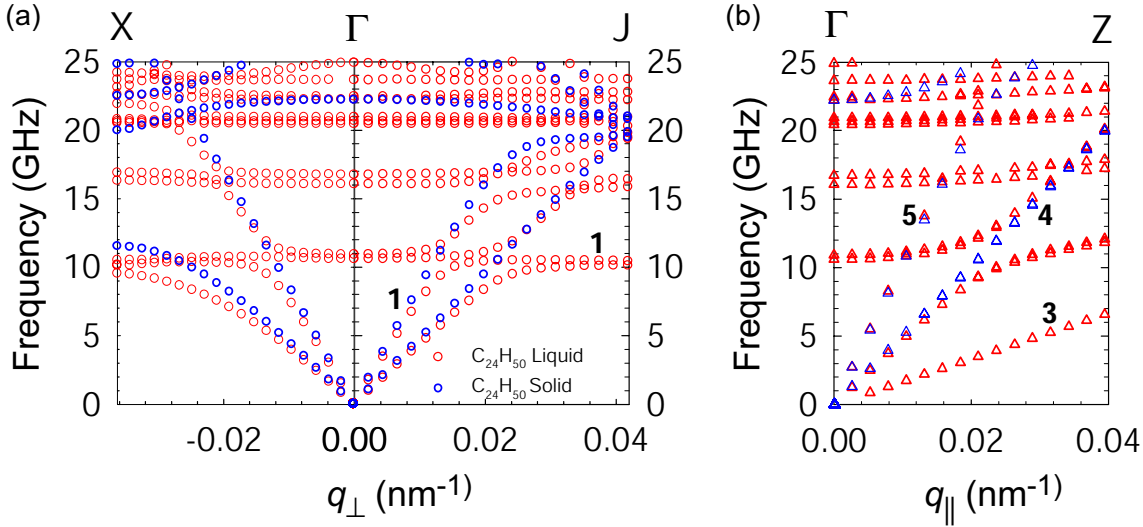 (a)
X
Γ
J
Frequency (GHz)
25
20
15
10
5
0
25
20
15
10
5
0
1
1
C₂₄H₅₀ Liquid
C₂₄H₅₀ Solid
-0.02
0.00
0.02
0.04
q⊥ (nm⁻¹)
(b)
Γ
Z
Frequency (GHz)
25
20
15
10
5
0
5
4
3
0.00
0.02
0.04
q∥ (nm⁻¹)